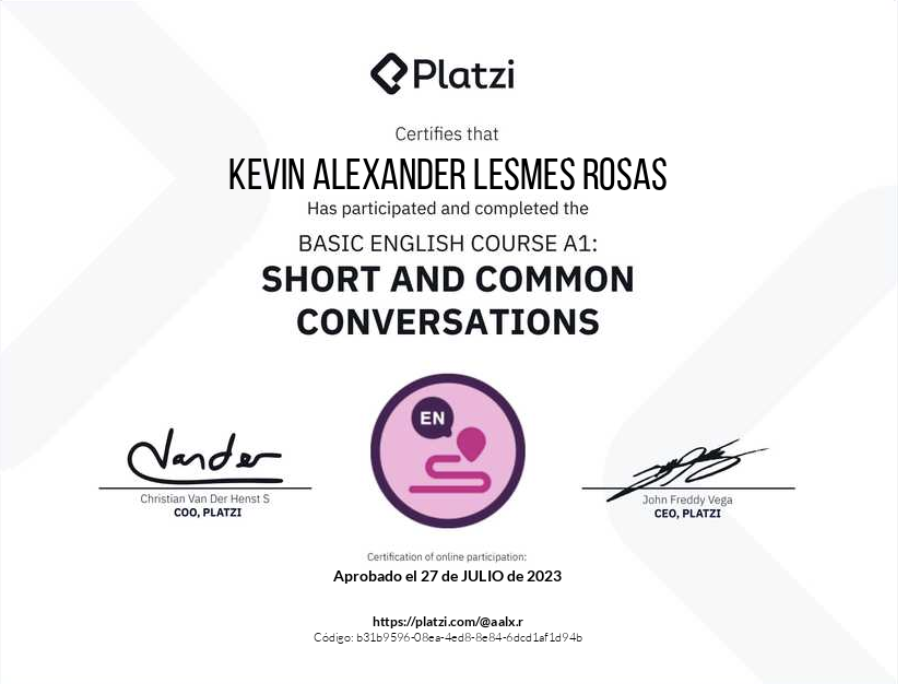 Platzi
Certifies that
KEVIN ALEXANDER LESMES ROSAS
Has participated and completed the
BASIC ENGLISH COURSE A1:
SHORT AND COMMON
CONVERSATIONS
EN
Vander
Christian Van Der Henst S
COO, PLATZI
John Freddy Vega
CEO, PLATZI
Certification of online participation:
Aprobado el 27 de JULIO de 2023
https://platzi.com/@aalx.r
Código: b31b9596-08ea-4ed8-8e84-6dcd1af1d94b